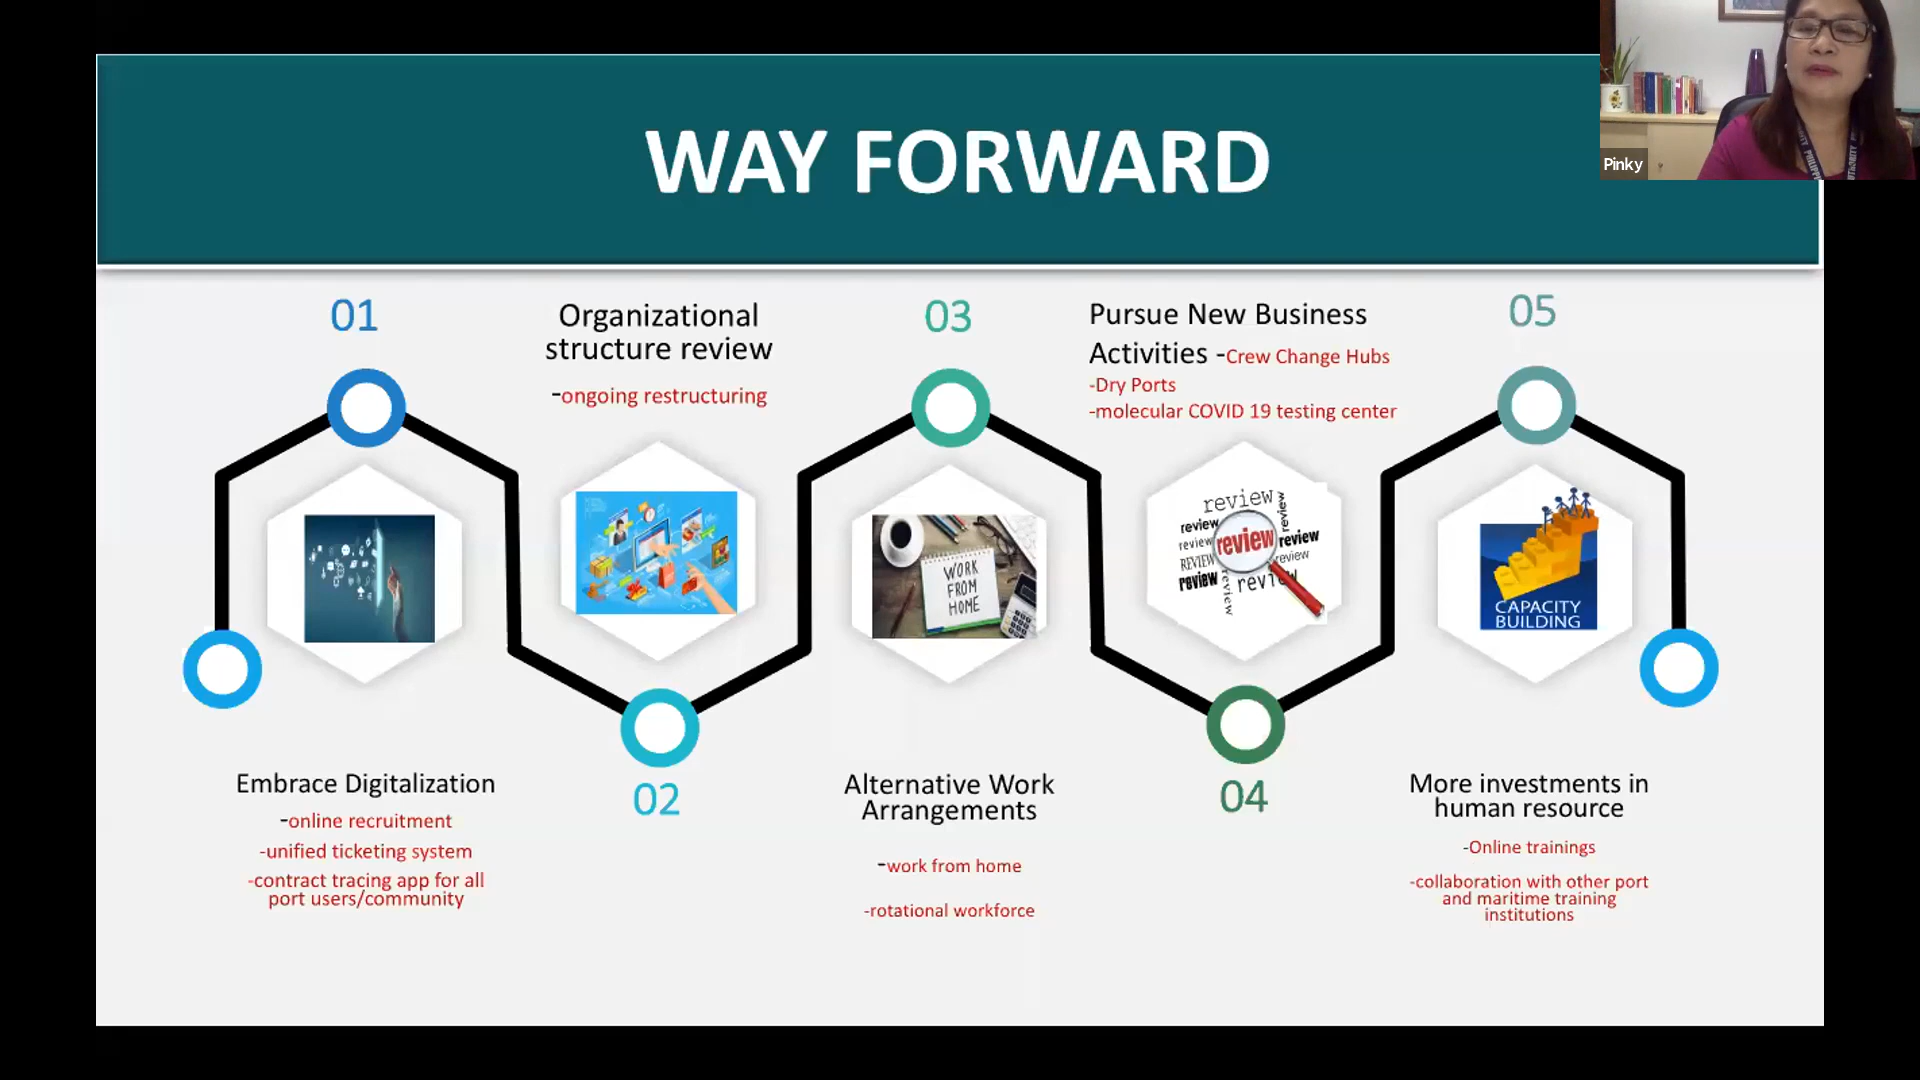 WAY FORWARD
Pinky
01
Embrace Digitalization
-online recruitment
-unified ticketing system
-contract tracing app for all
port users/community
Organizational
structure review
-ongoing restructuring
02
03
WORK
FROM
HOME
Alternative Work
Arrangements
-work from home
-rotational workforce
Pursue New Business
Activities -Crew Change Hubs
-Dry Ports
-molecular COVID 19 testing center
review
review
review
review
review
review
REVIEW
review
review
review
review
04
05
CAPACITY
BUILDING
More investments in
human resource
-Online trainings
-collaboration with other port
and maritime training
institutions